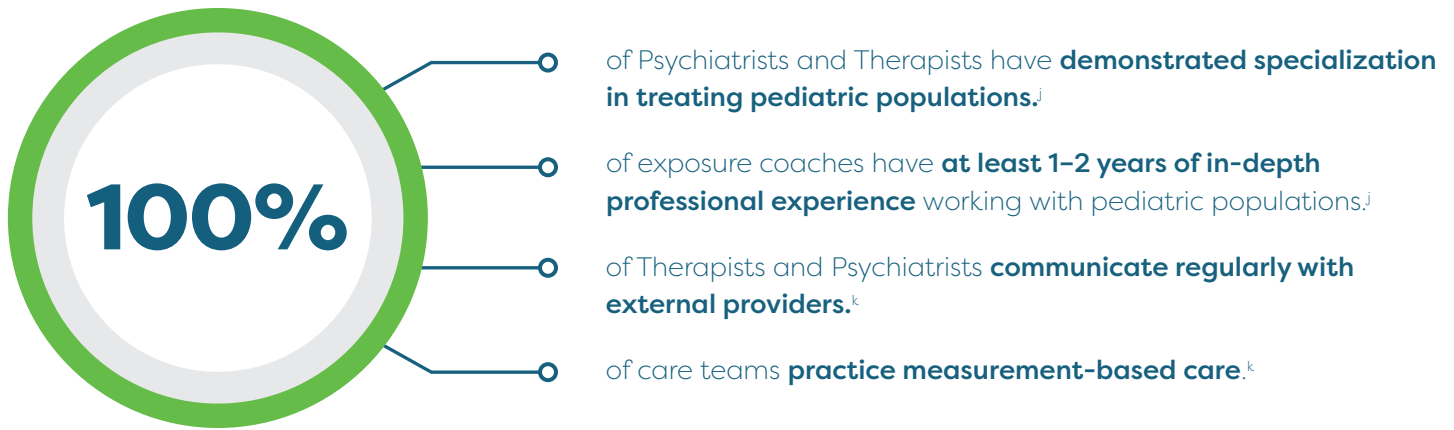 100%
of Psychiatrists and Therapists have demonstrated specialization
in treating pediatric populations.j
of exposure coaches have at least 1–2 years of in-depth
professional experience working with pediatric populations.j
of Therapists and Psychiatrists communicate regularly with
external providers.k
of care teams practice measurement-based care.k